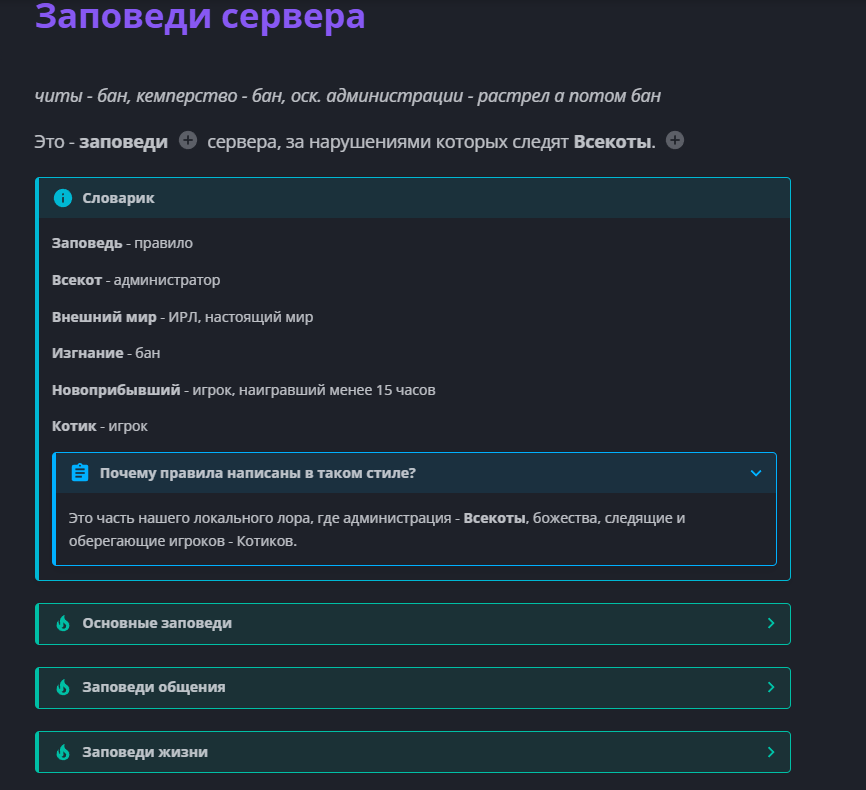 Заповеди сервера
читы - бан, кемперство - бан, оск. администрации - растрел а потом бан
Это - заповеди сервера, за нарушениями которых следят Всекоты.
Словарик
Заповедь - правило
Всекот - администратор
Внешний мир - ИРЛ, настоящий мир
Изгнание - бан
Новоприбывший - игрок, наигравший менее 15 часов
Котик - игрок
Почему правила написаны в таком стиле?
Это часть нашего локального лора, где администрация - Всекоты, божества, следящие и
оберегающие игроков - Котиков.
Основные заповеди
Заповеди общения
Заповеди жизни